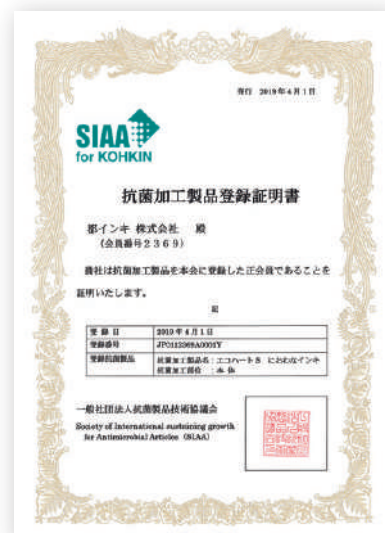 発行 2019年4月1日
SIAA
for KOHKIN
抗菌加工製品登録証明書
都インキ 株式会社 殿
(会員番号2369)
貴社は抗菌加工製品を本会に登録した正会員であることを
証明いたします。
記
登録日 2019年4月1日
登録番号 JP0112369A0001Y
登録抗菌製品 抗菌加工製品名:エコハートS におわなインキ
抗菌加工部位 :本体
一般社団法人抗菌製品技術協議会
Society of International sustaining growth
for Antimicrobial Articles (SIAA)